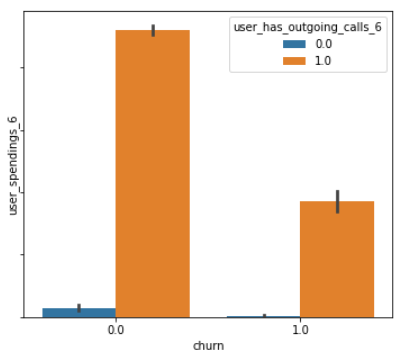 user_has_outgoing_calls_6
0.0
1.0
user_spendings_6
0.0
1.0
churn